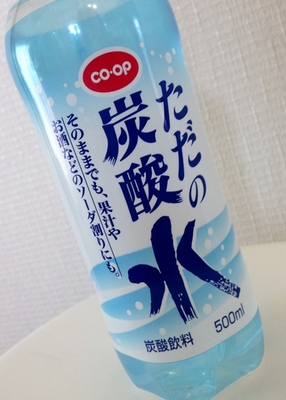 CO·OP
ただの
炭酸水
そのままでも、果汁や
お酒などのソーダ割りにも。
500ml
炭酸飲料